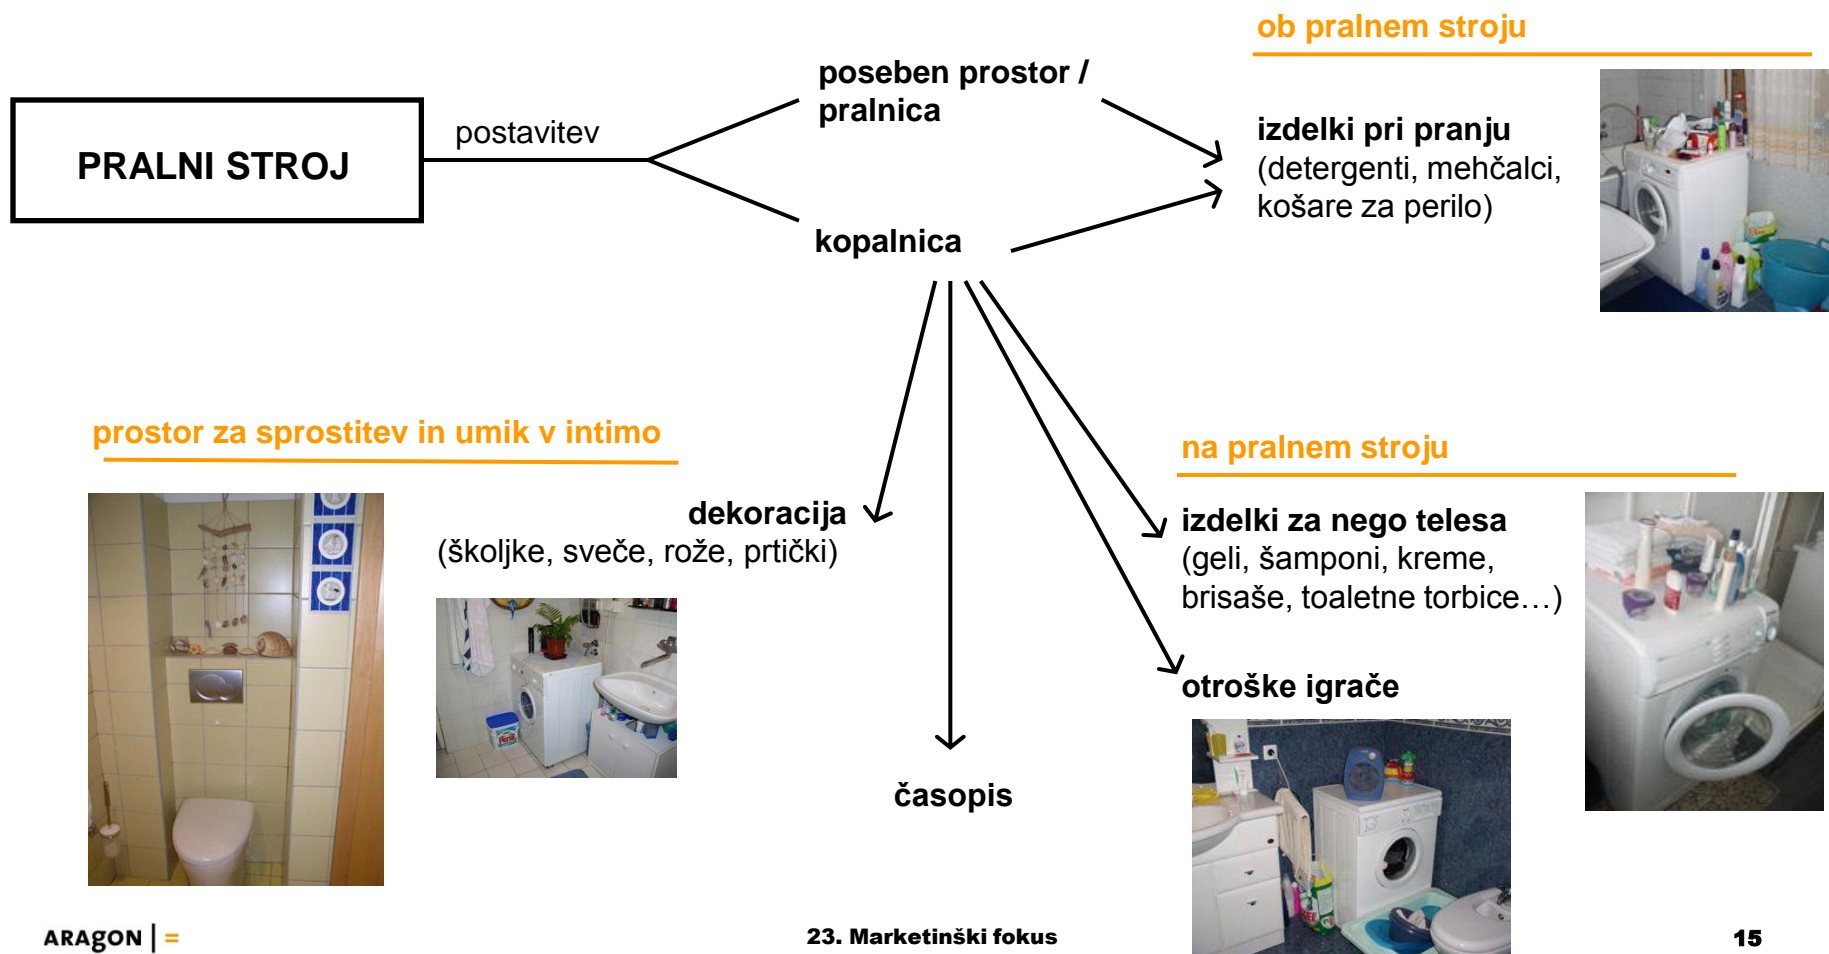 ob pralnem stroju
poseben prostor /
pralnica
PRALNI STROJ
postavitev
izdelki pri pranju
(detergenti, mehčalci,
košare za perilo)
kopalnica
prostor za sprostitev in umik v intimo
na pralnem stroju
dekoracija
(školjke, sveče, rože, prtički)
izdelki za nego telesa
(geli, šamponi, kreme,
brisaše, toaletne torbice…)
otroške igrače
časopis
ARAGON | =
23. Marketinški fokus
15